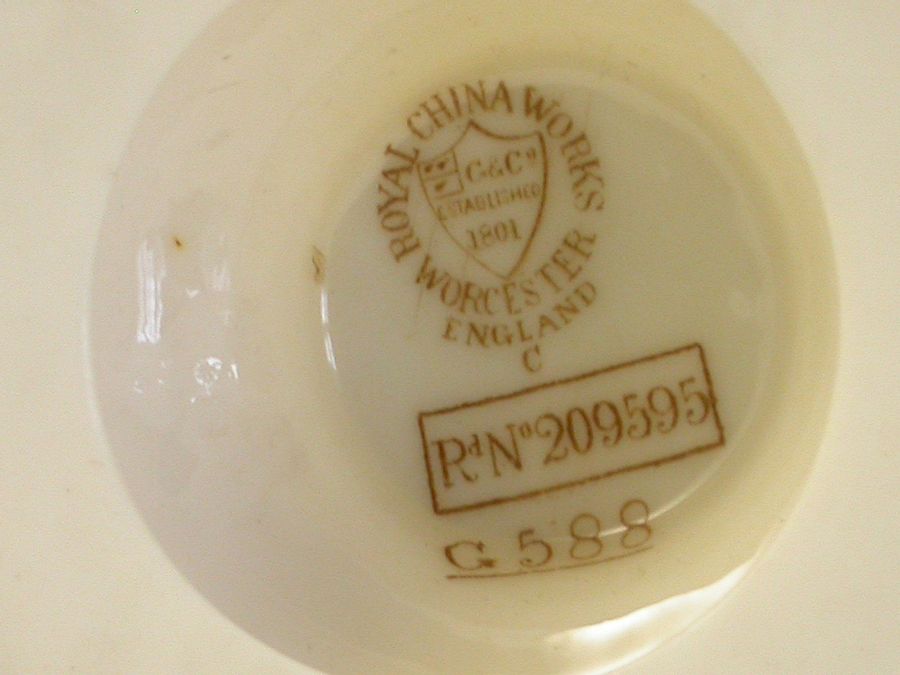 ROYAL CHINA WORKS
G&Cº
ESTABLISHED
1801
WORCESTER
ENGLAND
C
RᵈNº209595
G588